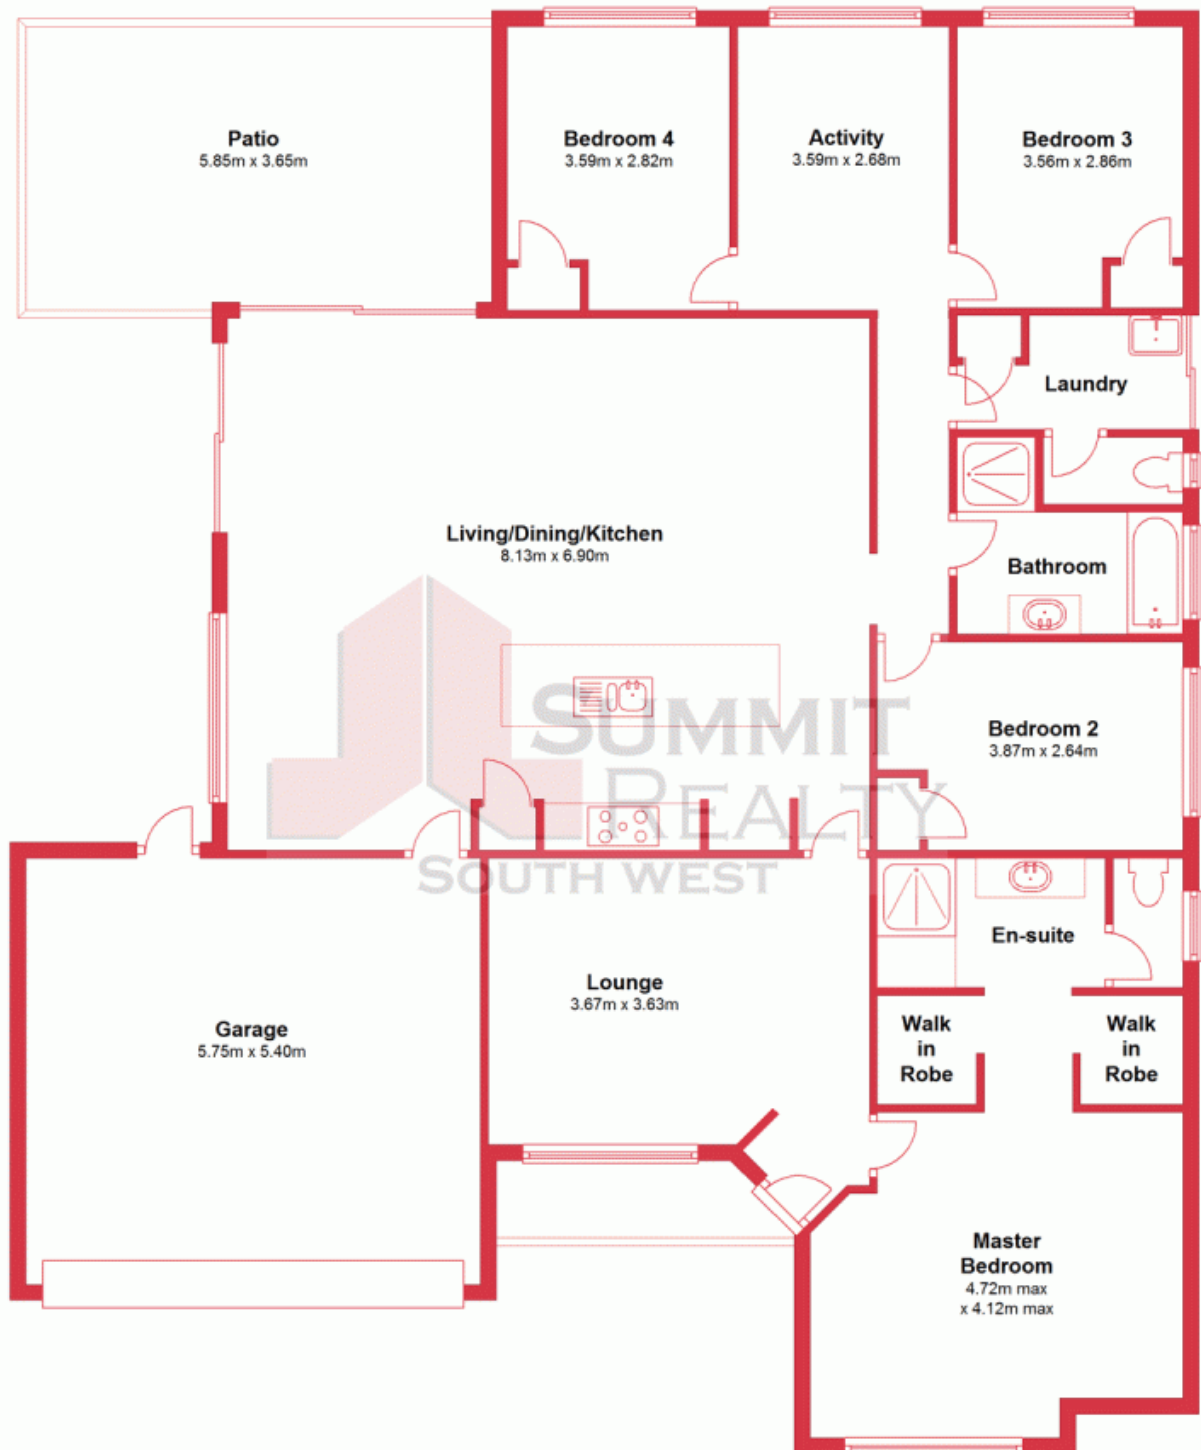 Patio
5.85m x 3.65m
Bedroom 4
3.59m x 2.82m
Activity
3.59m x 2.68m
Bedroom 3
3.56m x 2.86m
Laundry
Living/Dining/Kitchen
8.13m x 6.90m
Bathroom
SUMMIT
REALTY
SOUTH WEST
Bedroom 2
3.87m x 2.64m
En-suite
Lounge
3.67m x 3.63m
Garage
5.75m x 5.40m
Walk
in
Robe
Walk
in
Robe
Master
Bedroom
4.72m max
x 4.12m max